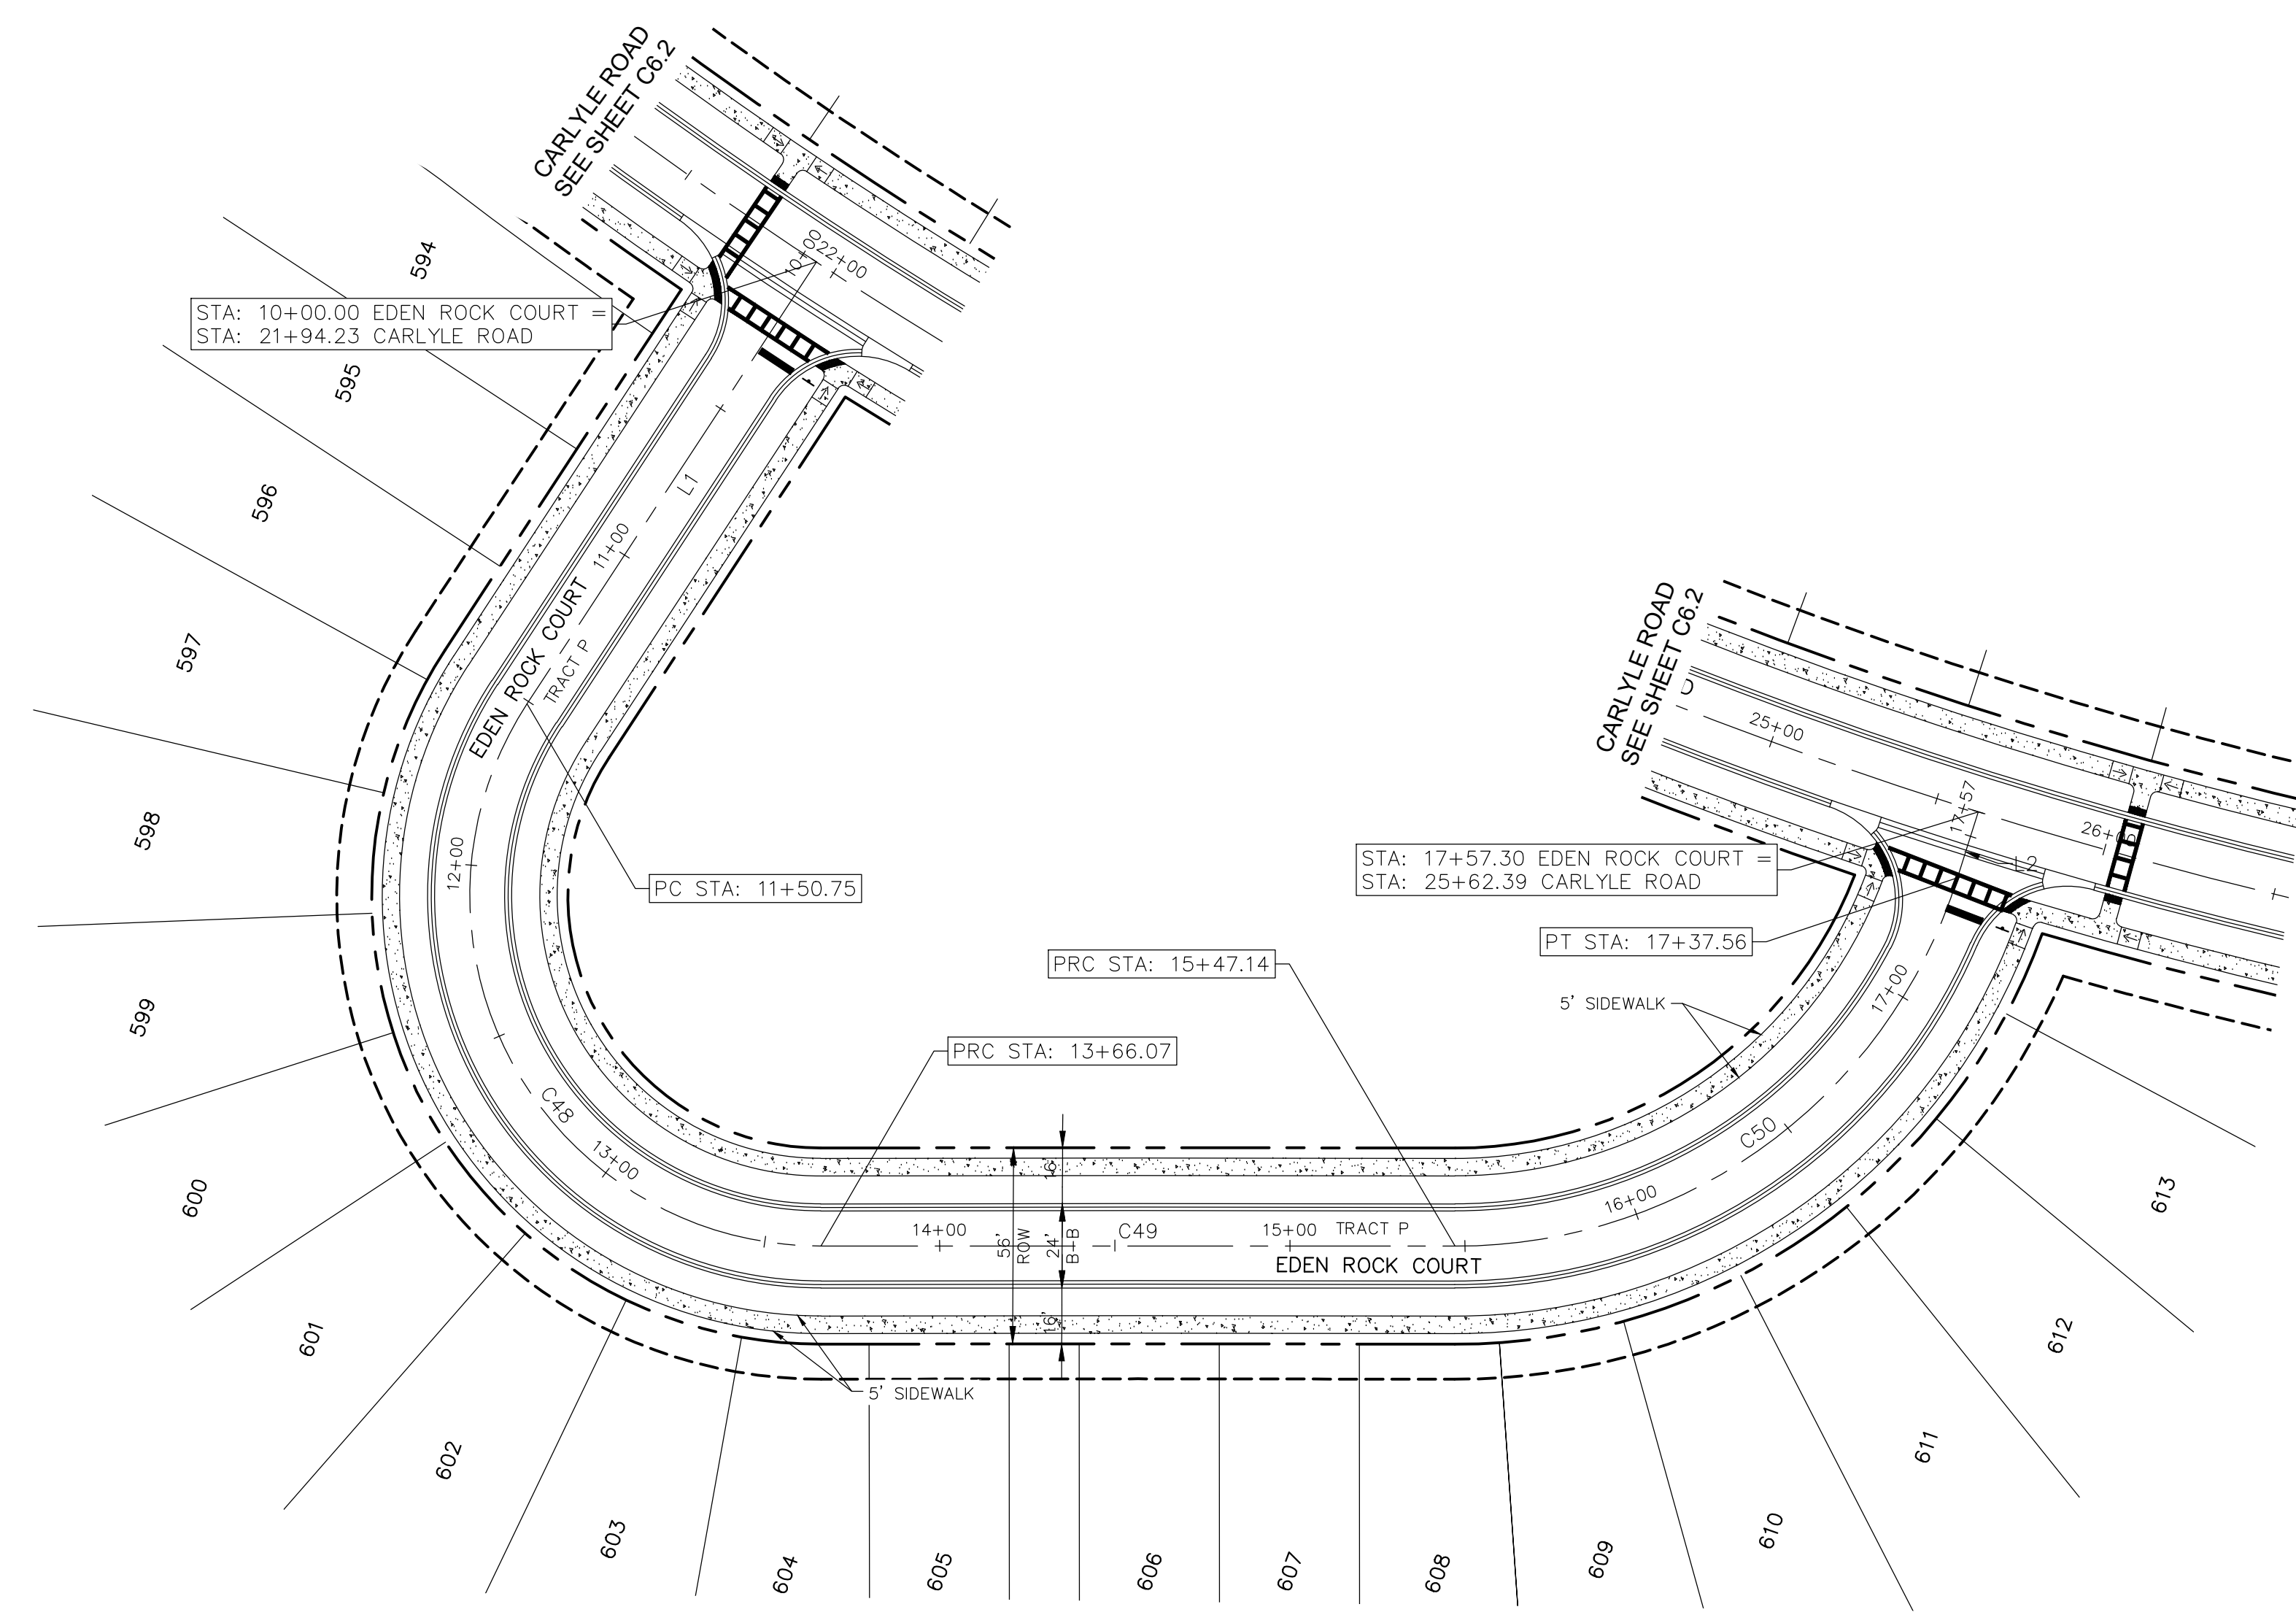 CARLYLE ROAD
SEE SHEET C6.2
594
STA: 10+00.00 EDEN ROCK COURT =
STA: 21+94.23 CARLYLE ROAD
10+00
22+00
595
596
L1
11+00
EDEN ROCK COURT
TRACT P
597
CARLYLE ROAD
SEE SHEET C6.2
25+00
17+57
26+
L2
598
12+00
PC STA: 11+50.75
STA: 17+57.30 EDEN ROCK COURT =
STA: 25+62.39 CARLYLE ROAD
PT STA: 17+37.56
PRC STA: 15+47.14
5' SIDEWALK
17+00
599
PRC STA: 13+66.07
C48
13+00
C50
600
16'
16+00
613
14+00
56'
ROW
24'
B-B
C49
15+00
TRACT P
EDEN ROCK COURT
16'
601
5' SIDEWALK
612
602
611
603
610
604
605
606
607
608
609